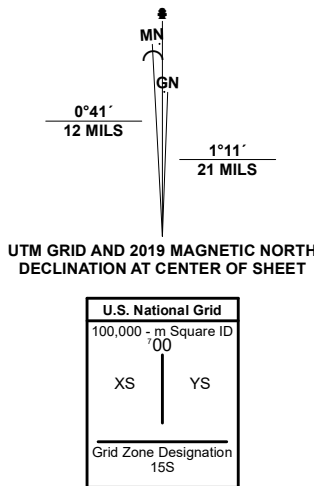 MN
GN
0°41´
12 MILS
1°11´
21 MILS
UTM GRID AND 2019 MAGNETIC NORTH
DECLINATION AT CENTER OF SHEET
U.S. National Grid
100,000 - m Square ID
⁷00
XS YS
Grid Zone Designation
15S